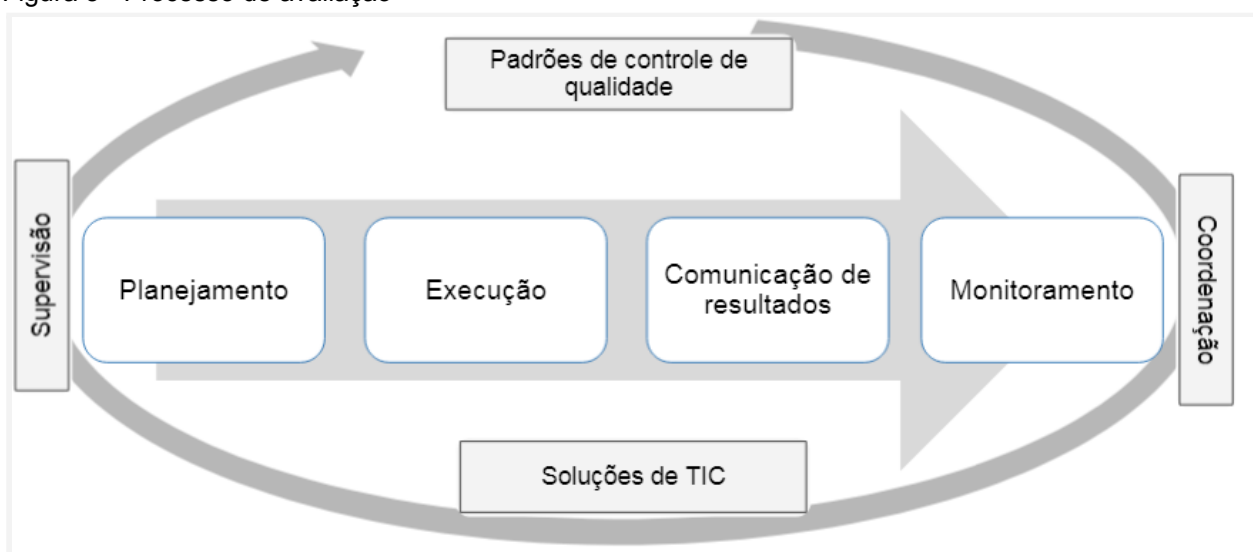 Padrões de controle de
qualidade
Supervisão
Planejamento
Execução
Comunicação de
resultados
Monitoramento
Coordenação
Soluções de TIC